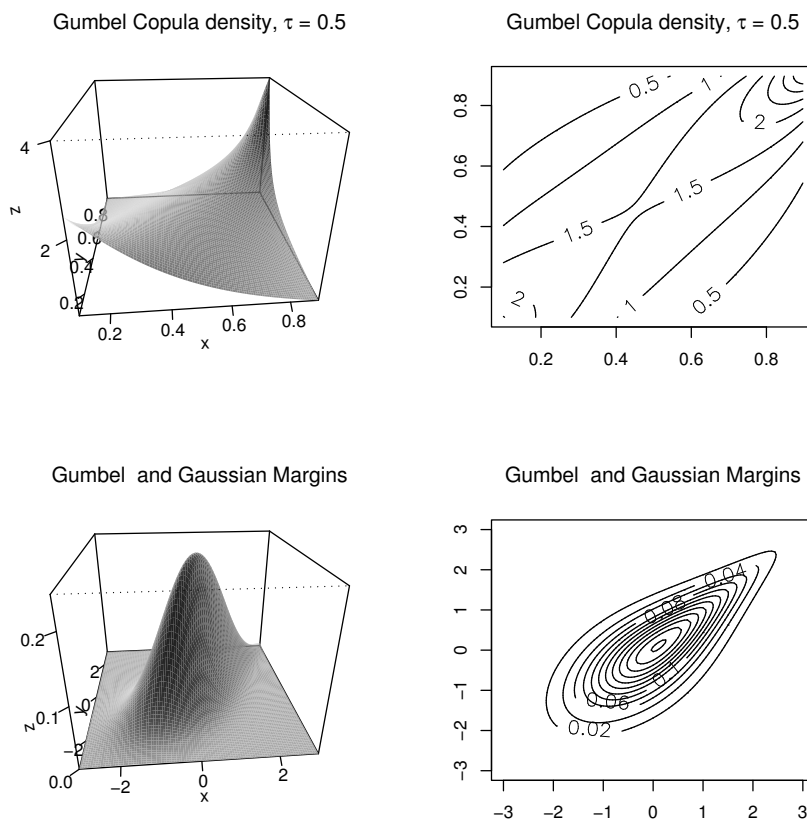 Gumbel Copula density, τ = 0.5
4
2
z
0.8
0.6
0.4
0.2
y
0.2 0.4 0.6 0.8
x
Gumbel Copula density, τ = 0.5
0.8
0.6
0.4
0.2
0.5
1
2
1.5
1.5
2
1
0.5
0.2 0.4 0.6 0.8
Gumbel and Gaussian Margins
0.2
0.1
0.0
z
2
0
−2
y
−2 0 2
x
Gumbel and Gaussian Margins
3
2
1
0
−1
−2
−3
0.04
0.08
0.1
0.06
0.02
−3 −2 −1 0 1 2 3